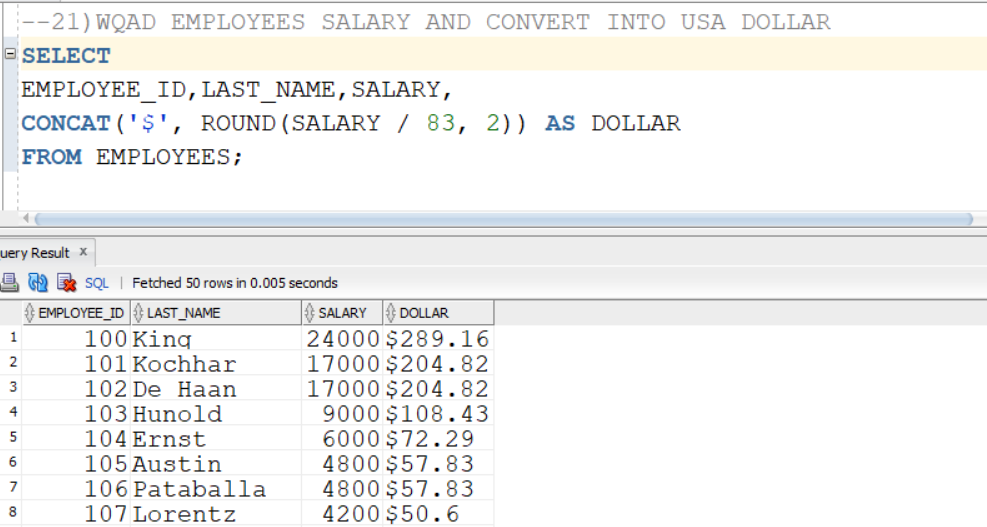 --21)WQAD EMPLOYEES SALARY AND CONVERT INTO USA DOLLAR
SELECT
EMPLOYEE_ID,LAST_NAME,SALARY,
CONCAT('$', ROUND(SALARY / 83, 2)) AS DOLLAR
FROM EMPLOYEES;
uery Result x
SQL | Fetched 50 rows in 0.005 seconds
EMPLOYEE_ID LAST_NAME SALARY DOLLAR
1 100 King 24000 $289.16
2 101 Kochhar 17000 $204.82
3 102 De Haan 17000 $204.82
4 103 Hunold 9000 $108.43
5 104 Ernst 6000 $72.29
6 105 Austin 4800 $57.83
7 106 Pataballa 4800 $57.83
8 107 Lorentz 4200 $50.6